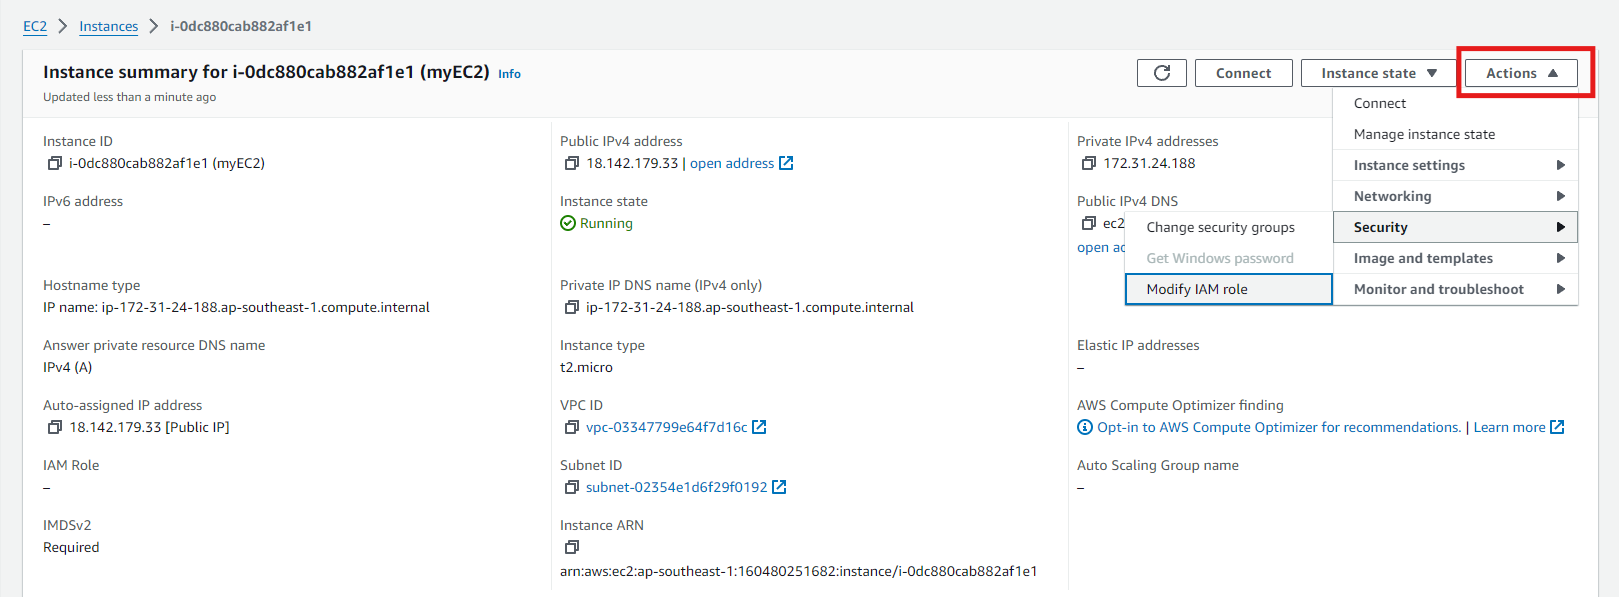 EC2 > Instances > i-0dc880cab882af1e1
Instance summary for i-0dc880cab882af1e1 (myEC2) Info
Updated less than a minute ago
Connect
Instance state
Actions
Connect
Manage instance state
Instance settings
Networking
Security
Image and templates
Monitor and troubleshoot
Change security groups
Get Windows password
Modify IAM role
Instance ID
i-0dc880cab882af1e1 (myEC2)
Public IPv4 address
18.142.179.33 | open address
Private IPv4 addresses
172.31.24.188
IPv6 address
–
Instance state
Running
Public IPv4 DNS
ec2
open
Hostname type
IP name: ip-172-31-24-188.ap-southeast-1.compute.internal
Private IP DNS name (IPv4 only)
ip-172-31-24-188.ap-southeast-1.compute.internal
Answer private resource DNS name
IPv4 (A)
Instance type
t2.micro
Elastic IP addresses
–
Auto-assigned IP address
18.142.179.33 [Public IP]
VPC ID
vpc-03347799e64f7d16c
AWS Compute Optimizer finding
Opt-in to AWS Compute Optimizer for recommendations. | Learn more
IAM Role
–
Subnet ID
subnet-02354e1d6f29f0192
Auto Scaling Group name
–
IMDSv2
Required
Instance ARN
arn:aws:ec2:ap-southeast-1:160480251682:instance/i-0dc880cab882af1e1